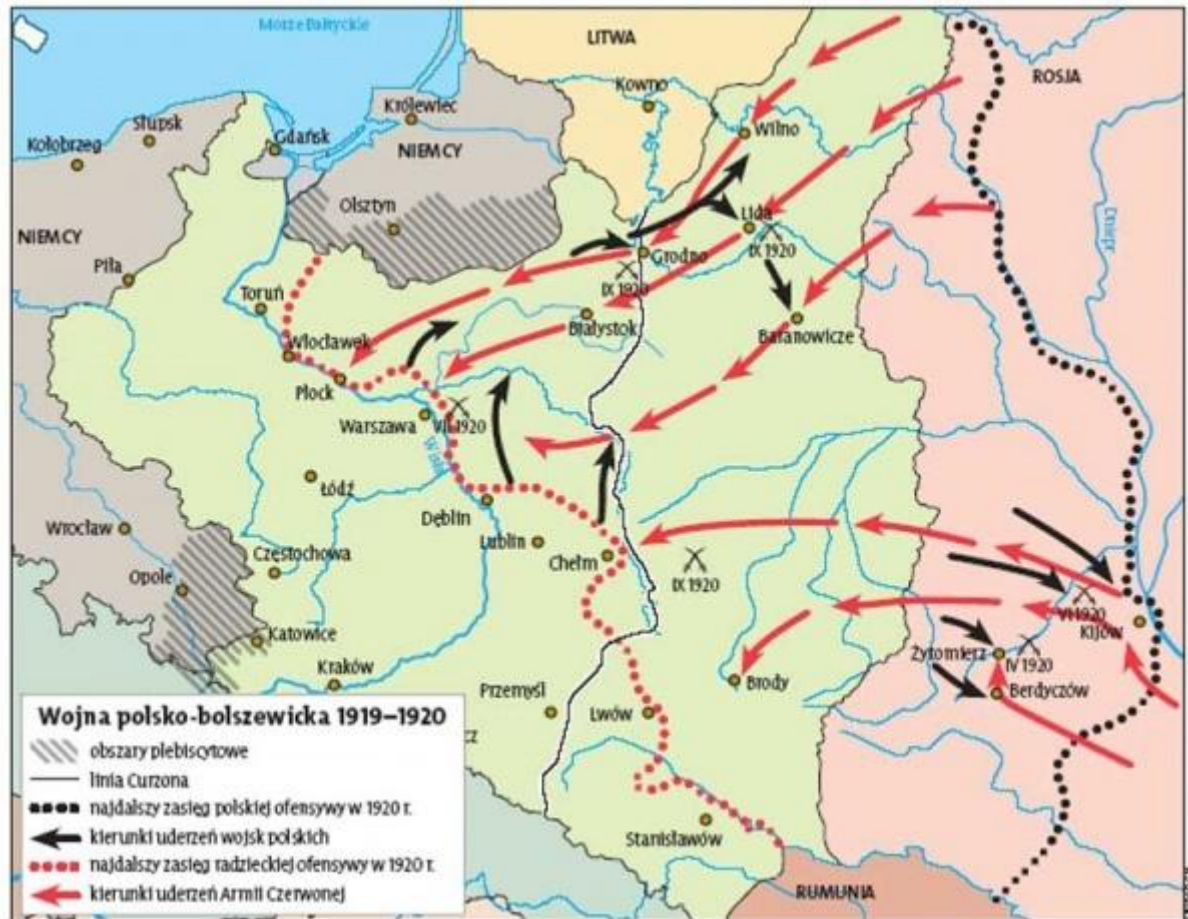 Morze Bałtyckie
LITWA
ROSJA
Kowno
Królewiec
Słupsk
Gdańsk
Kołobrzeg
Wilno
NIEMCY
Dniepr
Olsztyn
Lida
NIEMCY
IX 1920
Grodno
Piła
IX 1920
Toruń
Białystok
Baranowicze
Włocławek
Płock
Warszawa
VII 1920
Wisła
Łódź
Dęblin
Wrocław
Lublin
Częstochowa
Chełm
IX 1920
Opole
VI 1920
Kijów
Katowice
Żytomierz
IV 1920
Kraków
Brody
Berdyczów
Przemyśl
Lwów
cz
Stanisławów
RUMUNIA
Wojna polsko-bolszewicka 1919–1920
obszary plebiscytowe
linia Curzona
najdalszy zasięg polskiej ofensywy w 1920 r.
kierunki uderzeń wojsk polskich
najdalszy zasięg radzieckiej ofensywy w 1920 r.
kierunki uderzeń Armii Czerwonej